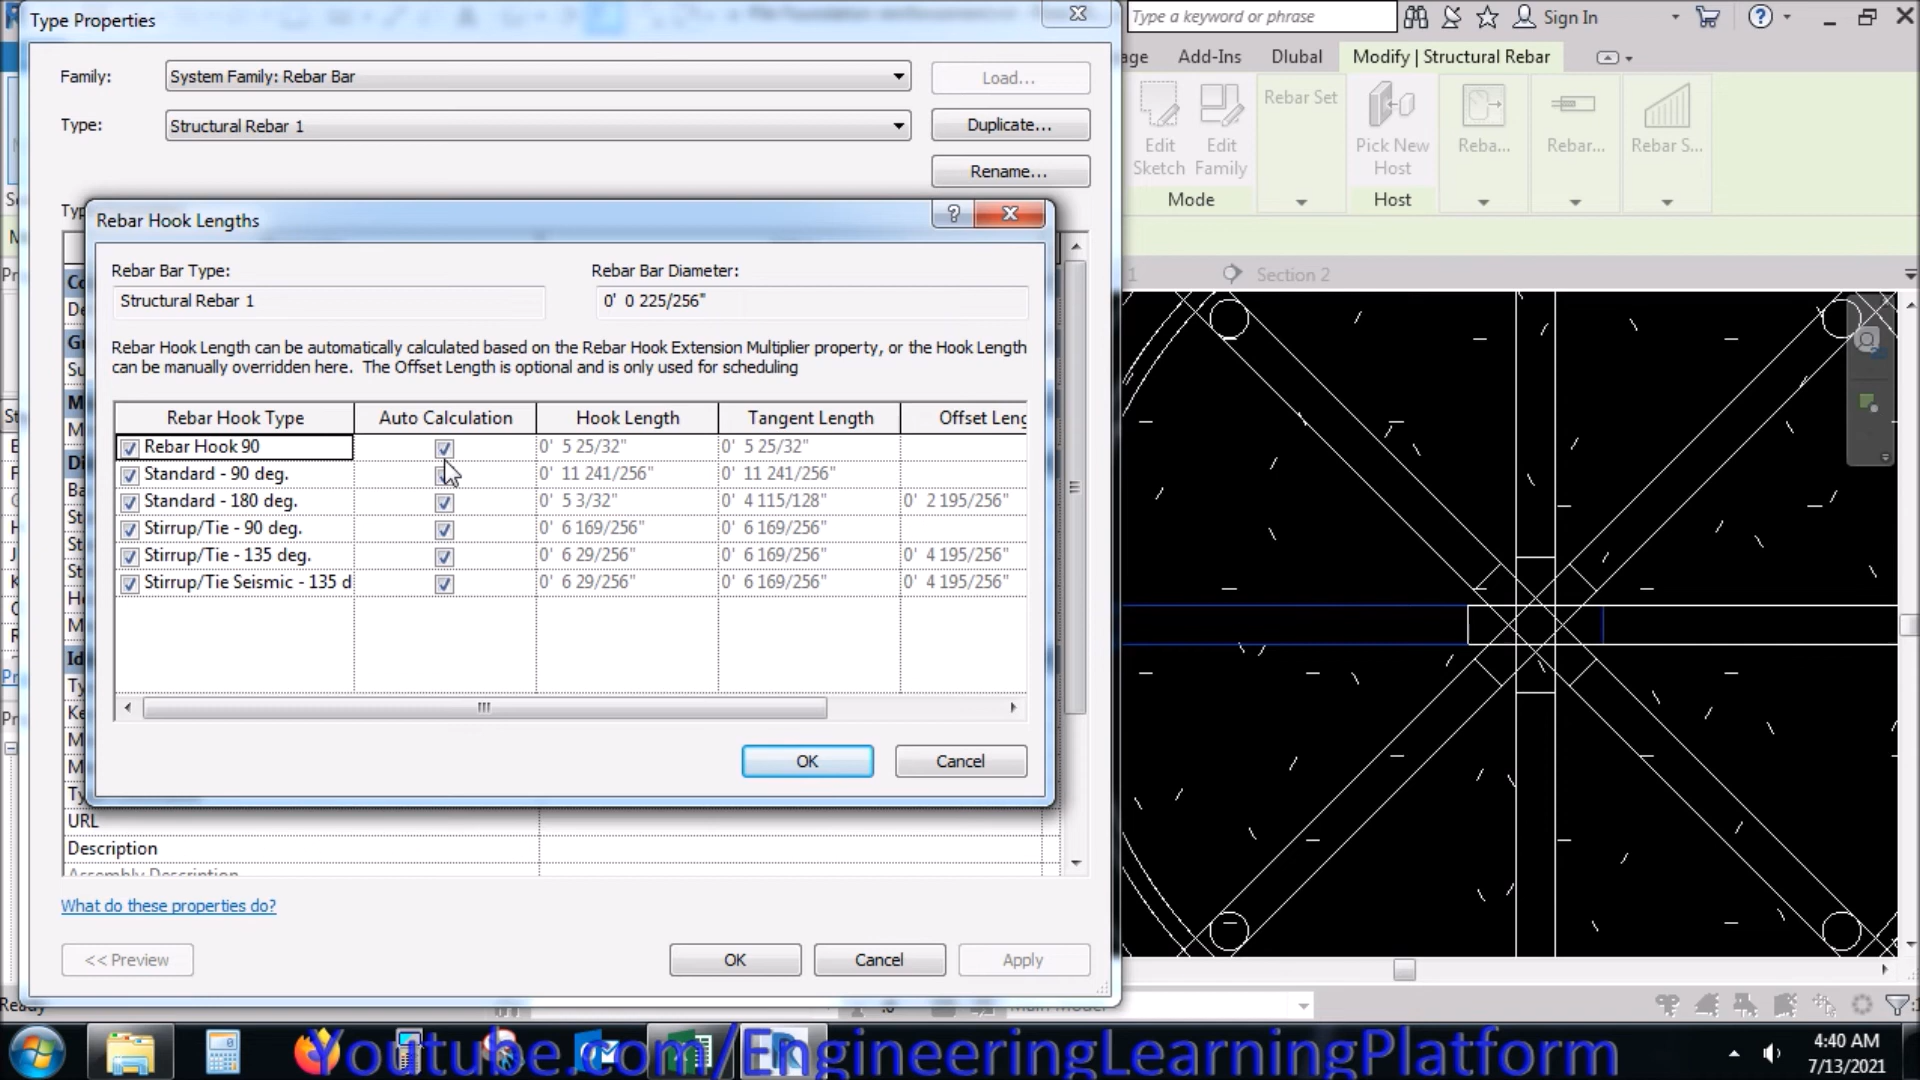 Type Properties
Type a keyword or phrase
Sign In
Family:
System Family: Rebar Bar
Load...
Add-Ins
Dlubal
Modify | Structural Rebar
Type:
Structural Rebar 1
Duplicate...
Rename...
Edit Sketch
Edit Family
Rebar Set
Pick New Host
Reba...
Rebar...
Rebar S...
Mode
Host
Rebar Hook Lengths
1
Section 2
Rebar Bar Type:
Rebar Bar Diameter:
Structural Rebar 1
0' 0 225/256"
Rebar Hook Length can be automatically calculated based on the Rebar Hook Extension Multiplier property, or the Hook Length
can be manually overridden here. The Offset Length is optional and is only used for scheduling
Rebar Hook Type Auto Calculation Hook Length Tangent Length Offset Leng
Rebar Hook 90 0' 5 25/32" 0' 5 25/32"
Standard - 90 deg. 0' 11 241/256" 0' 11 241/256"
Standard - 180 deg. 0' 5 3/32" 0' 4 115/128" 0' 2 195/256"
Stirrup/Tie - 90 deg. 0' 6 169/256" 0' 6 169/256"
Stirrup/Tie - 135 deg. 0' 6 29/256" 0' 6 169/256" 0' 4 195/256"
Stirrup/Tie Seismic - 135 d 0' 6 29/256" 0' 6 169/256" 0' 4 195/256"
OK
Cancel
URL
Description
Assembly Description
What do these properties do?
<< Preview
OK
Cancel
Apply
Ready
Main Model
Youtube.com/EngineeringLearningPlatform
4:40 AM
7/13/2021